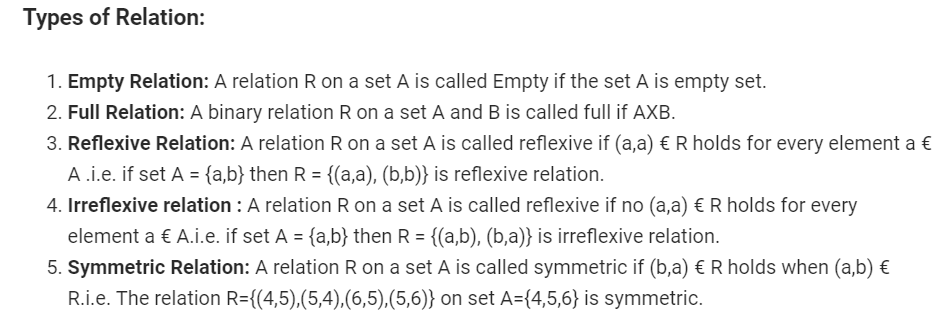 Types of Relation:
1. Empty Relation: A relation R on a set A is called Empty if the set A is empty set.
2. Full Relation: A binary relation R on a set A and B is called full if AXB.
3. Reflexive Relation: A relation R on a set A is called reflexive if (a,a) € R holds for every element a €
A .i.e. if set A = {a,b} then R = {(a,a), (b,b)} is reflexive relation.
4. Irreflexive relation : A relation R on a set A is called reflexive if no (a,a) € R holds for every
element a € A.i.e. if set A = {a,b} then R = {(a,b), (b,a)} is irreflexive relation.
5. Symmetric Relation: A relation R on a set A is called symmetric if (b,a) € R holds when (a,b) €
R.i.e. The relation R={(4,5),(5,4),(6,5),(5,6)} on set A={4,5,6} is symmetric.